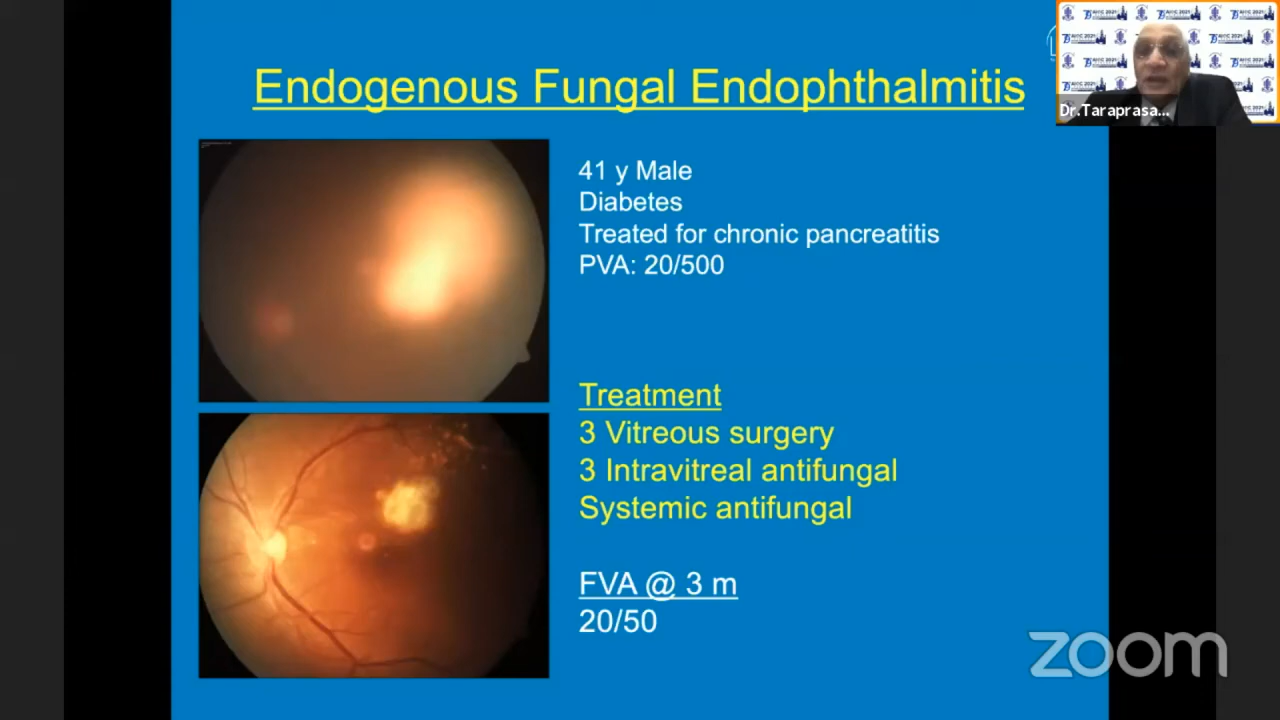 Endogenous Fungal Endophthalmitis
41 y Male
Diabetes
Treated for chronic pancreatitis
PVA: 20/500
Treatment
3 Vitreous surgery
3 Intravitreal antifungal
Systemic antifungal
FVA @ 3 m
20/50
Dr.Taraprasa...
zoom